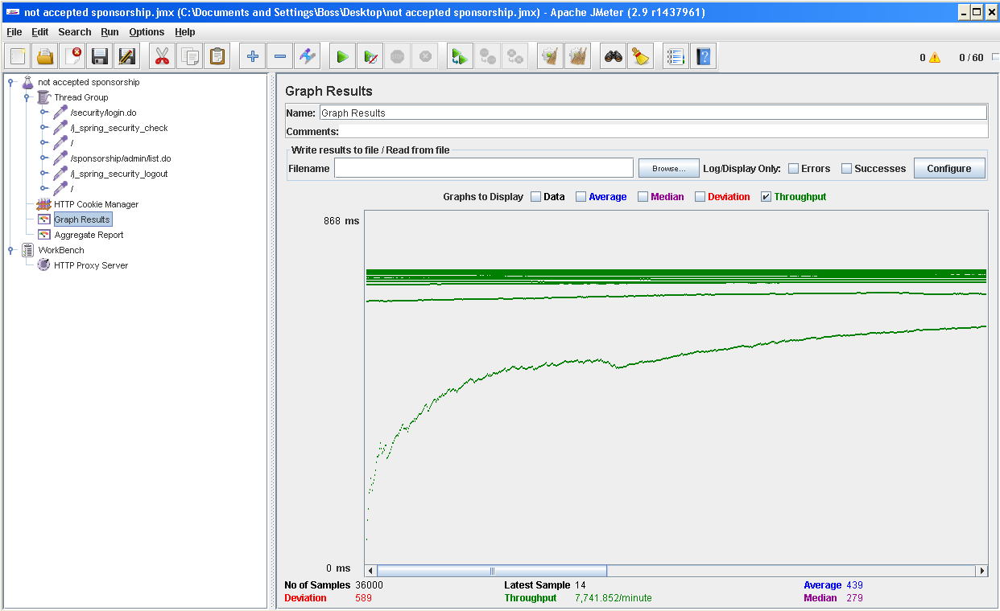 not accepted sponsorship.jmx (C:\Documents and Settings\Boss\Desktop\not accepted sponsorship.jmx) - Apache JMeter (2.9 r1437961)
File Edit Search Run Options Help
0 0 / 60
not accepted sponsorship
Thread Group
/security/login.do
/j_spring_security_check
/
/sponsorship/admin/list.do
/j_spring_security_logout
/
HTTP Cookie Manager
Graph Results
Aggregate Report
WorkBench
HTTP Proxy Server
Graph Results
Name: Graph Results
Comments:
Write results to file / Read from file
Filename Browse... Log/Display Only: Errors Successes Configure
Graphs to Display Data Average Median Deviation Throughput
868 ms
0 ms
No of Samples 36000 Latest Sample 14 Average 439
Deviation 589 Throughput 7,741.852/minute Median 279